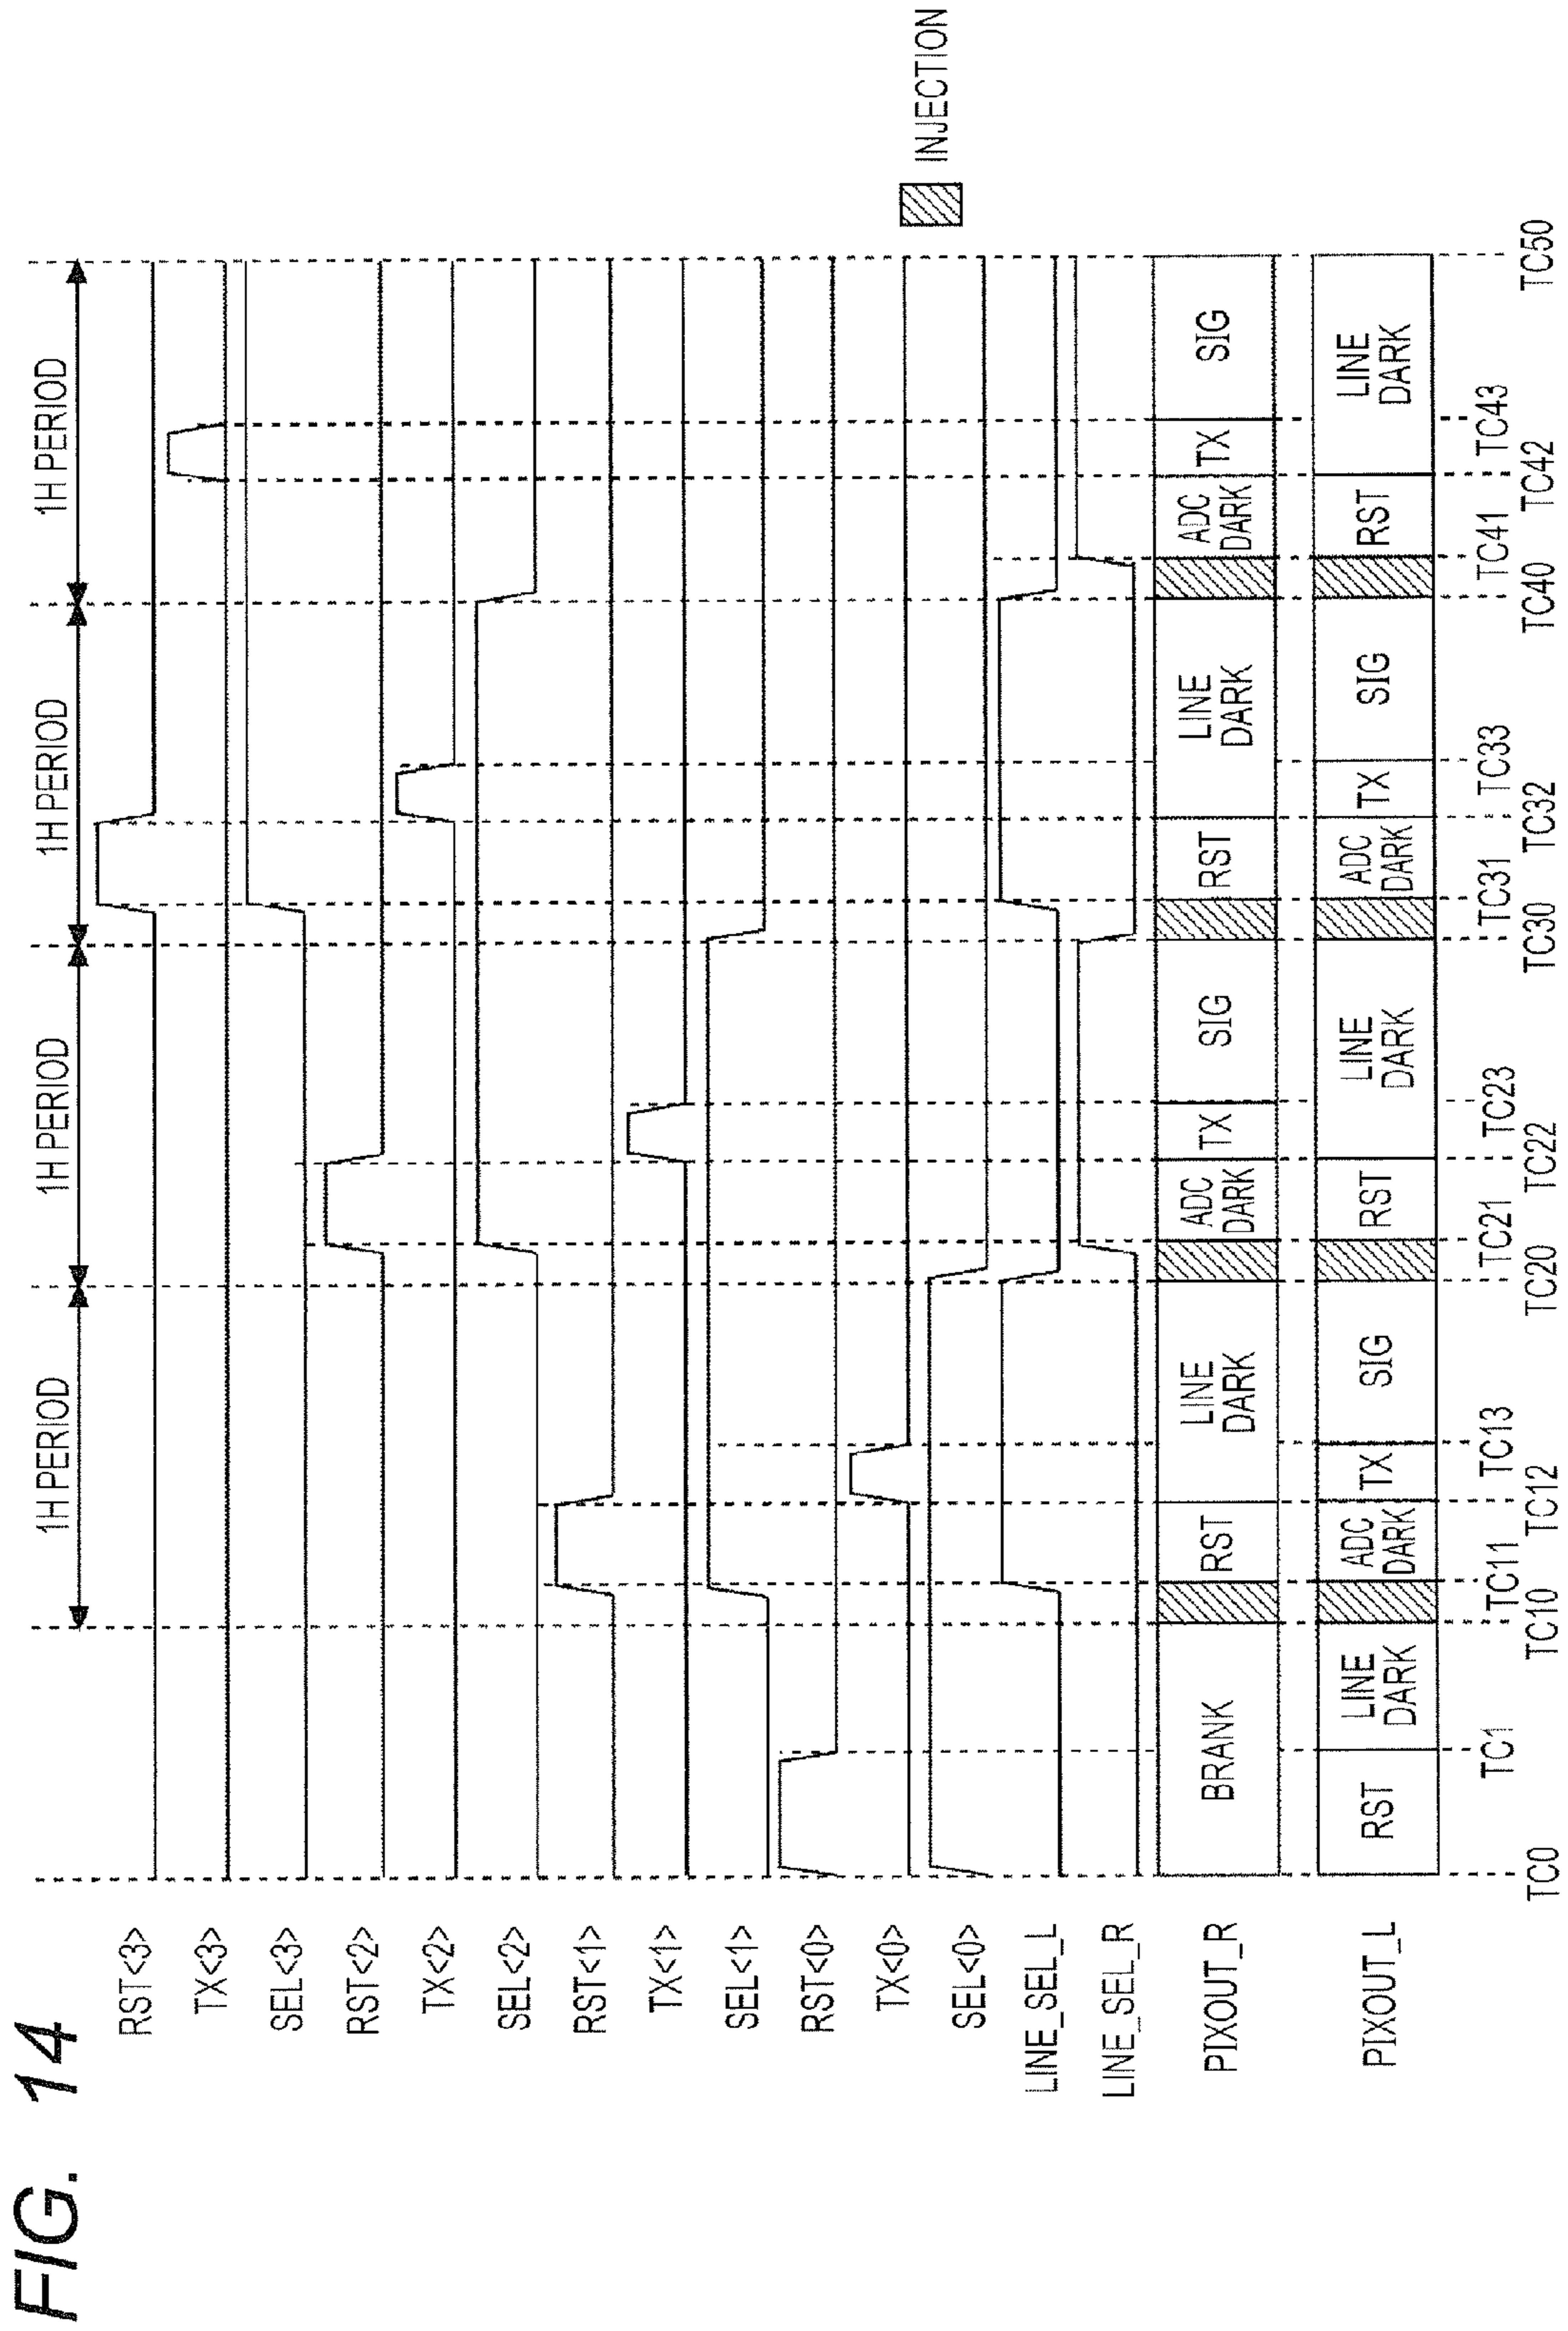 FIG. 14
1H PERIOD
1H PERIOD
1H PERIOD
1H PERIOD
RST<3>
TX<3>
SEL<3>
RST<2>
TX<2>
SEL<2>
RST<1>
TX<1>
SEL<1>
RST<0>
TX<0>
SEL<0>
LINE_SEL_L
LINE_SEL_R
PIXOUT_R
BRANK
RST
LINE
DARK
ADC
DARK
TX
SIG
RST
LINE
DARK
ADC
DARK
TX
SIG
PIXOUT_L
RST
LINE
DARK
ADC
DARK
TX
SIG
RST
LINE
DARK
ADC
DARK
TX
SIG
RST
LINE
DARK
TC0
TC1
TC10
TC11
TC12
TC13
TC20
TC21
TC22
TC23
TC30
TC31
TC32
TC33
TC40
TC41
TC42
TC43
TC50
INJECTION